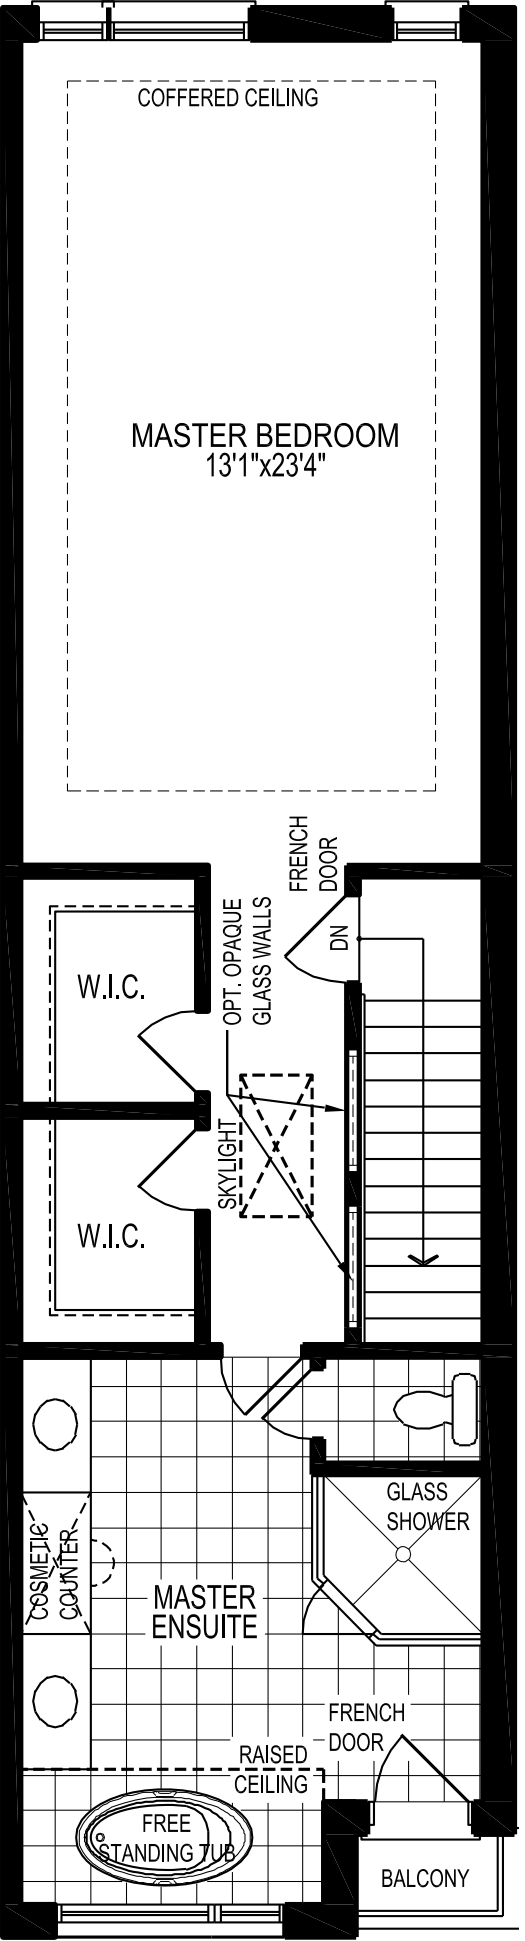 COFFERED CEILING
MASTER BEDROOM
13'1"x23'4"
FRENCH
DOOR
OPT. OPAQUE
GLASS WALLS
DN
W.I.C.
SKYLIGHT
W.I.C.
GLASS
SHOWER
COSMETIC
COUNTER
MASTER
ENSUITE
FRENCH
DOOR
RAISED
CEILING
FREE
STANDING TUB
BALCONY